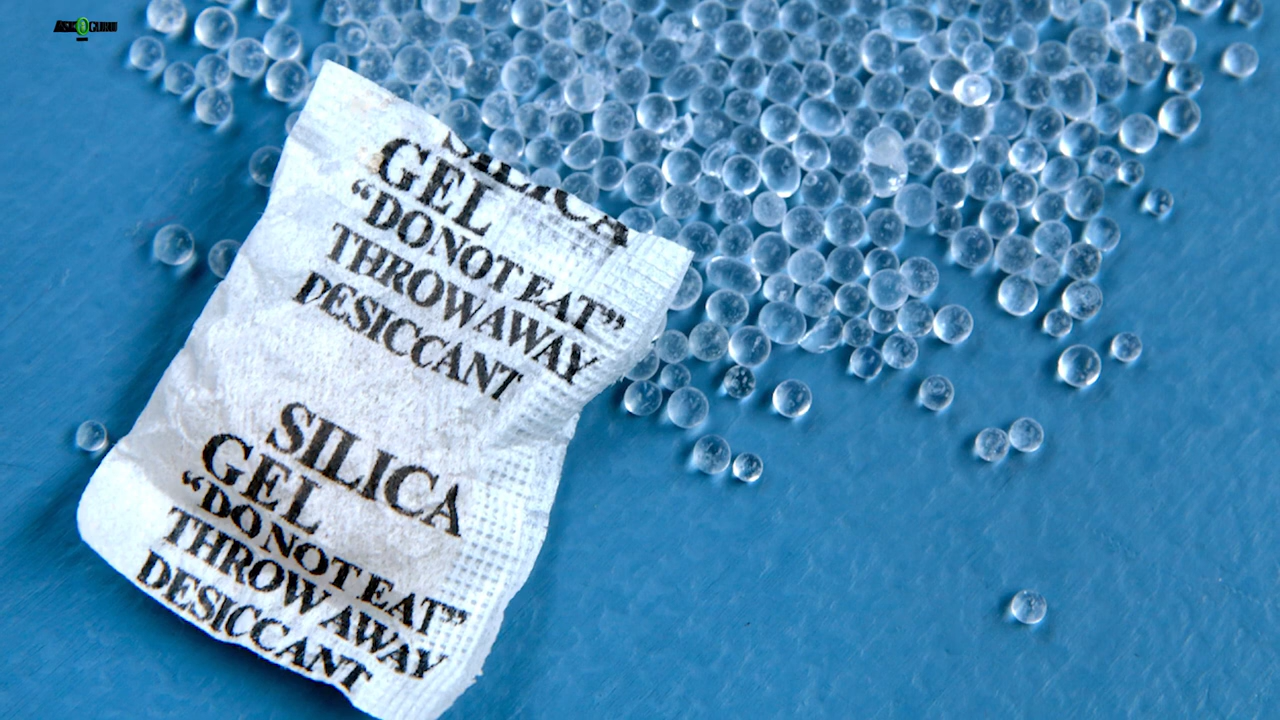 SILICA
GEL
“DO NOT EAT”
THROW AWAY
DESICCANT
SILICA
GEL
“DO NOT EAT”
THROW AWAY
DESICCANT